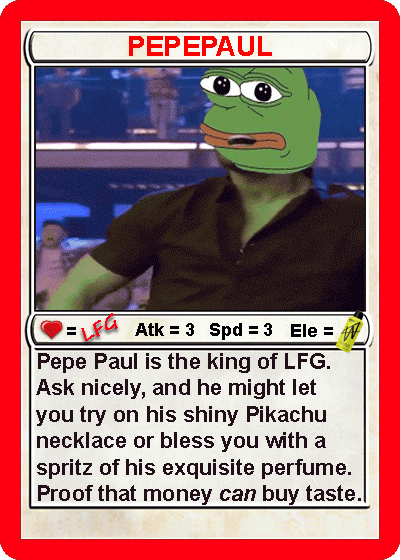 PEPEPAUL
= LFG Atk = 3 Spd = 3 Ele =
Pepe Paul is the king of LFG.
Ask nicely, and he might let
you try on his shiny Pikachu
necklace or bless you with a
spritz of his exquisite perfume.
Proof that money can buy taste.